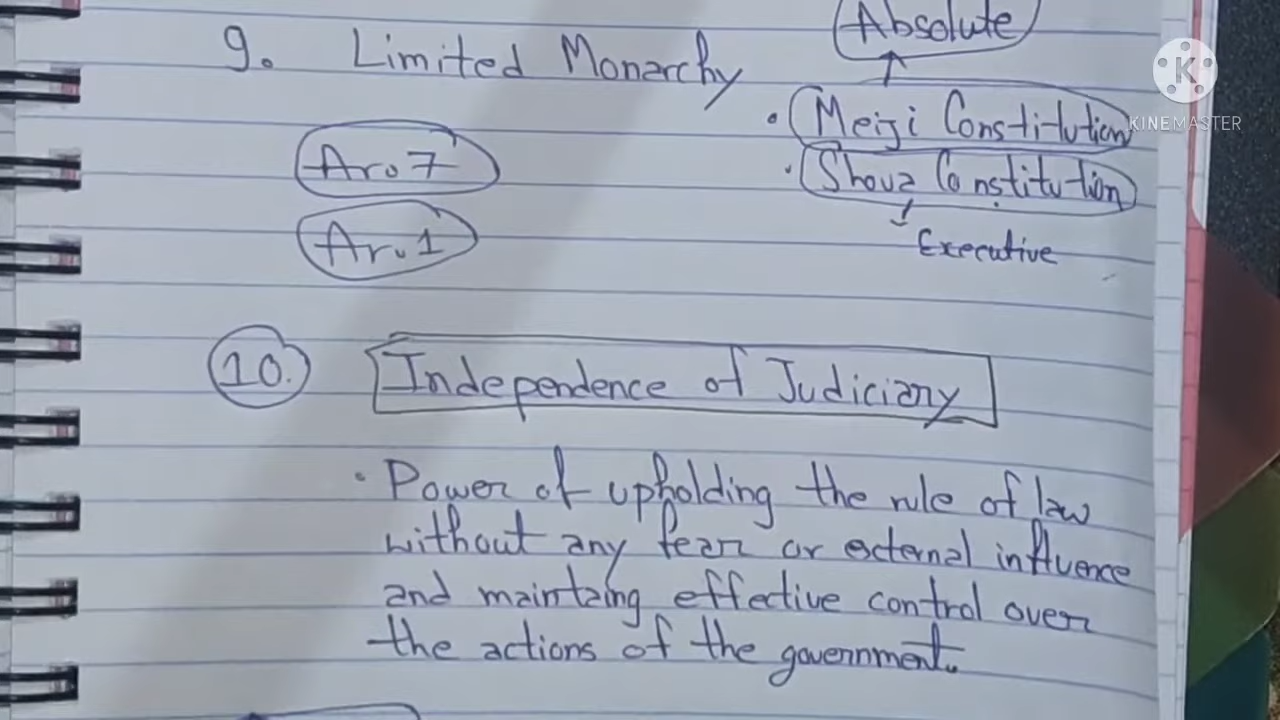 Absolute
9. Limited Monarchy
• Meiji Constitution
KINEMASTER
Ar. 7
• Showa Constitution
Ar. 1
Executive
10. Independence of Judiciary
• Power of upholding the rule of law
without any fear or external influence
and maintaing effective control over
the actions of the government.